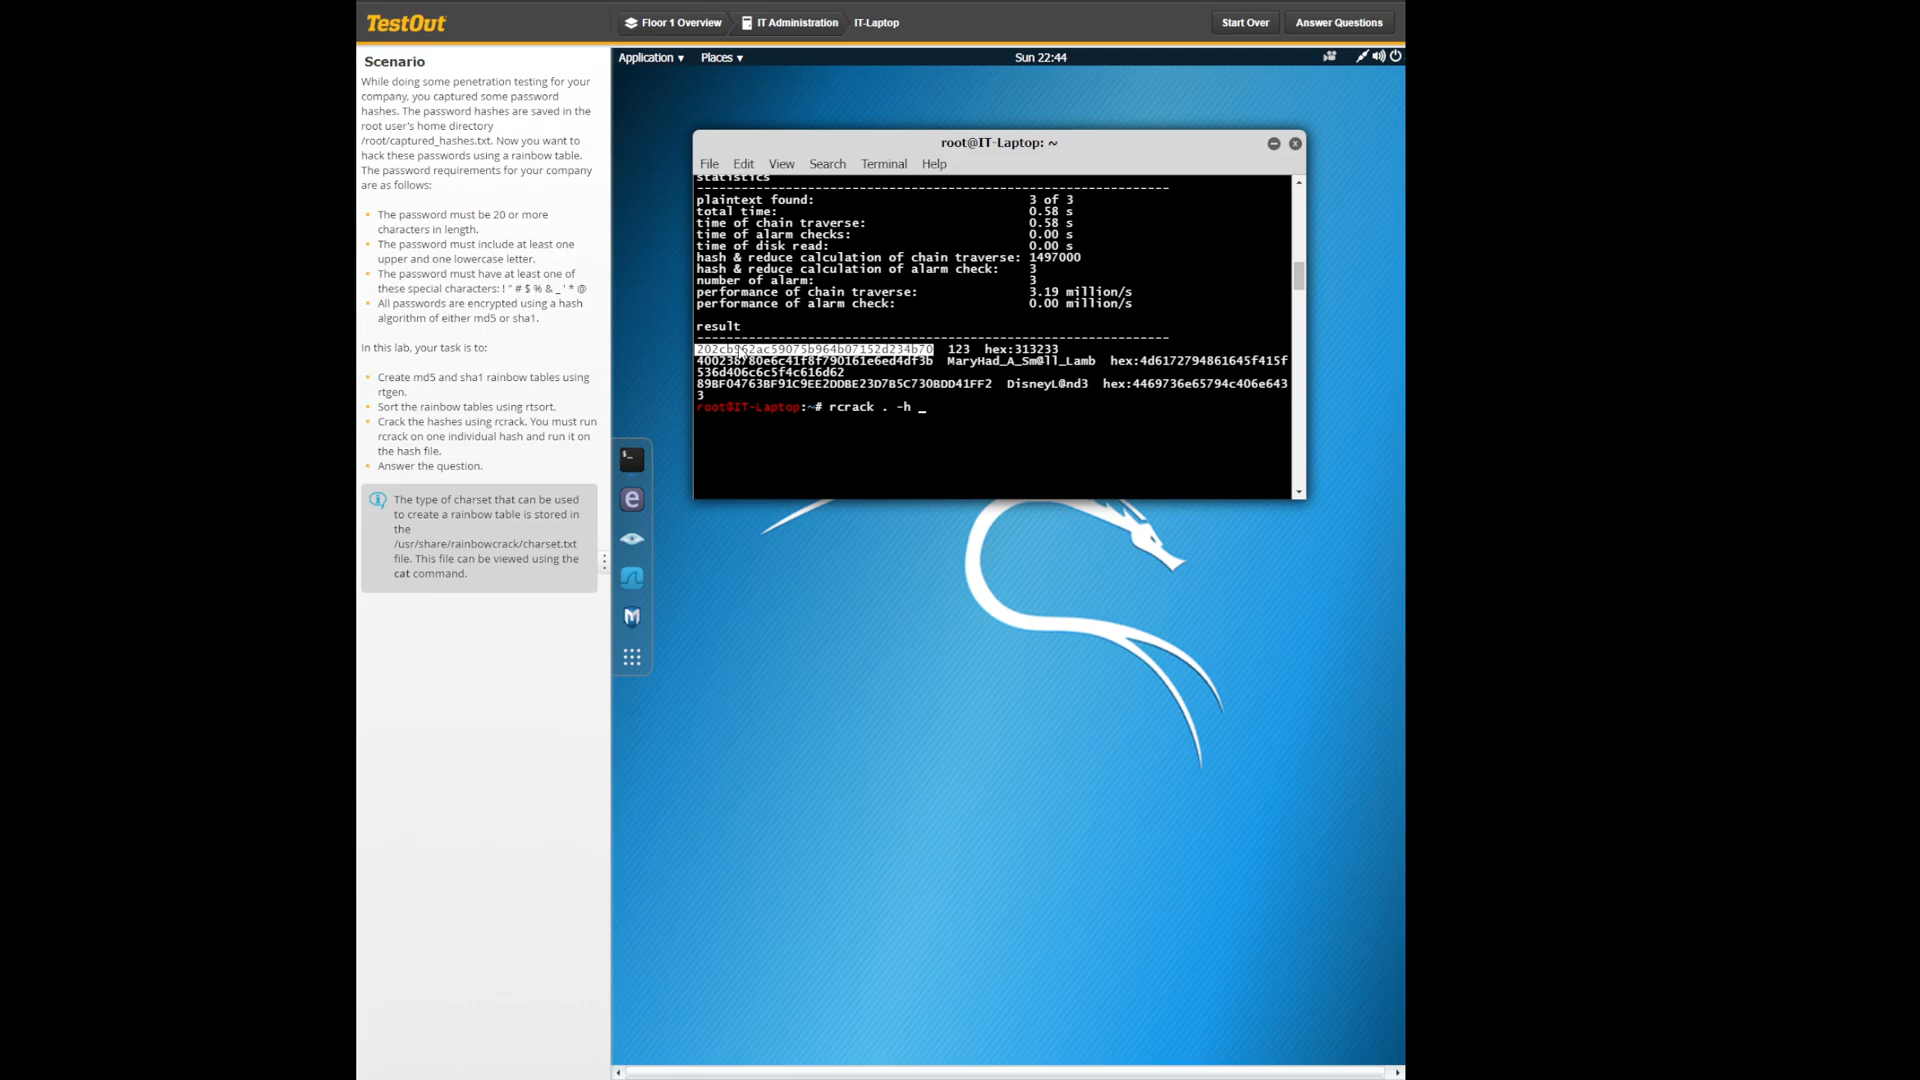 TestOut
Floor 1 Overview
IT Administration
IT-Laptop
Start Over
Answer Questions
Scenario
While doing some penetration testing for your
company, you captured some password
hashes. The password hashes are saved in the
root user's home directory
/root/captured_hashes.txt. Now you want to
hack these passwords using a rainbow table.
The password requirements for your company
are as follows:
The password must be 20 or more
characters in length.
The password must include at least one
upper and one lowercase letter.
The password must have at least one of
these special characters: ! " # $ % & _ ' * @
All passwords are encrypted using a hash
algorithm of either md5 or sha1.
In this lab, your task is to:
Create md5 and sha1 rainbow tables using
rtgen.
Sort the rainbow tables using rtsort.
Crack the hashes using rcrack. You must run
rcrack on one individual hash and run it on
the hash file.
Answer the question.
The type of charset that can be used
to create a rainbow table is stored in
the
/usr/share/rainbowcrack/charset.txt
file. This file can be viewed using the
cat command.
Application ▾ Places ▾
Sun 22:44
root@IT-Laptop: ~
File Edit View Search Terminal Help
statistics
----------------------------------------------------------------
plaintext found: 3 of 3
total time: 0.58 s
time of chain traverse: 0.58 s
time of alarm checks: 0.00 s
time of disk read: 0.00 s
hash & reduce calculation of chain traverse: 1497000
hash & reduce calculation of alarm check: 3
number of alarm: 3
performance of chain traverse: 3.19 million/s
performance of alarm check: 0.00 million/s
result
----------------------------------------------------------------
202cb962ac59075b964b07152d234b70 123 hex:313233
400238780e6c41f8f790161e6ed4df3b MaryHad_A_Sm@ll_Lamb hex:4d6172794861645f415f
536d406c6c5f4c616d62
89BF04763BF91C9EE2DDBE23D7B5C730BDD41FF2 DisneyL@nd3 hex:4469736e65794c406e643
3
root@IT-Laptop:~# rcrack . -h _